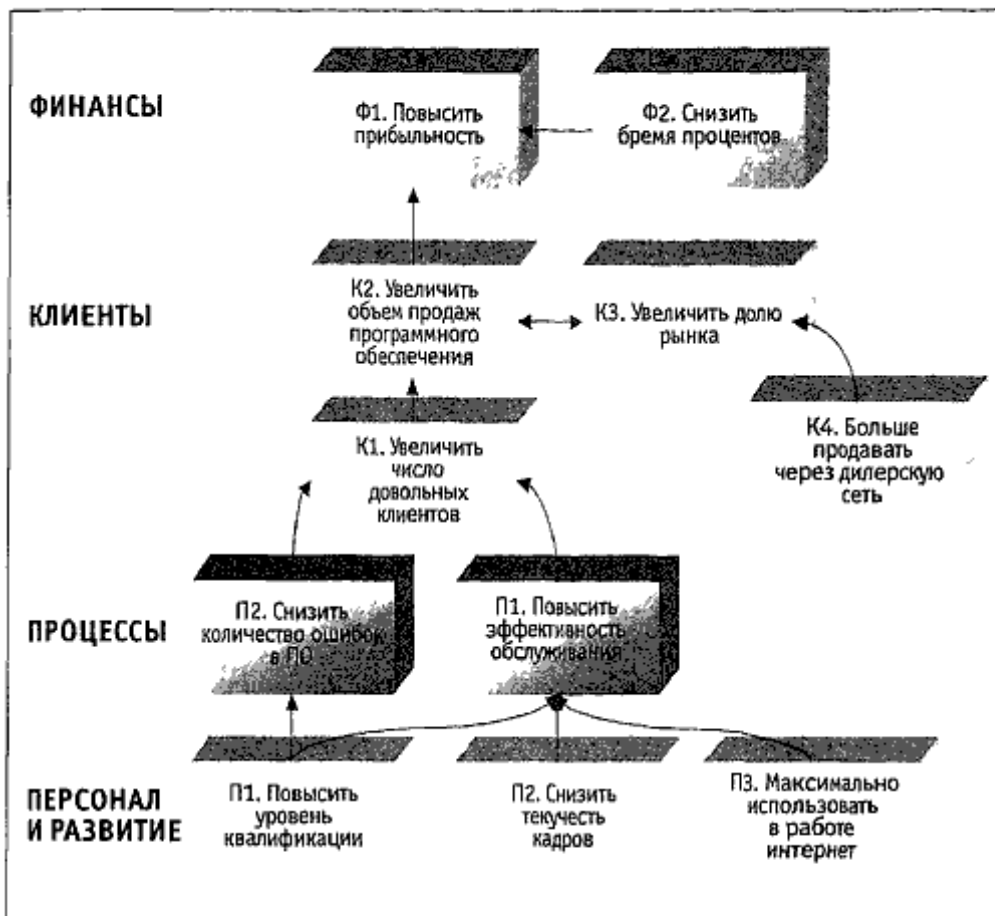 ФИНАНСЫ
Ф1. Повысить
прибыльность
Ф2. Снизить
бремя процентов
КЛИЕНТЫ
К2. Увеличить
объем продаж
программного
обеспечения
К3. Увеличить долю
рынка
К1. Увеличить
число
довольных
клиентов
К4. Больше
продавать
через дилерскую
сеть
ПРОЦЕССЫ
П2. Снизить
количество ошибок
в ПО
П1. Повысить
эффективность
обслуживания
ПЕРСОНАЛ
И РАЗВИТИЕ
П1. Повысить
уровень
квалификации
П2. Снизить
текучесть
кадров
П3. Максимально
использовать
в работе
интернет